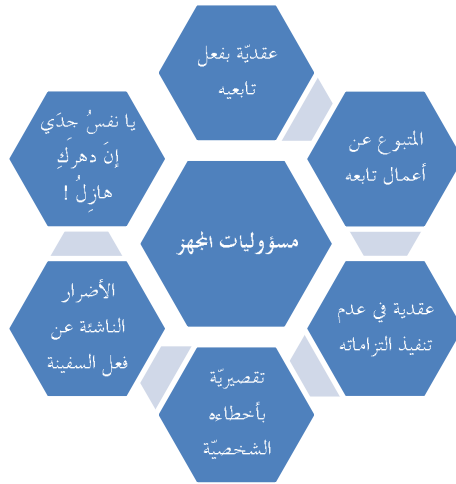 عقديّة بفعل
تابعيه
المتبوع عن
أعمال تابعه
عقدية في عدم
تنفيذ التزاماته
تقصيريّة
بأخطاءه
الشخصيّة
الأضرار
الناشئة عن
فعل السفينة
يا نفسُ جدَي
إنَ دهركِ
هازِلُ !
مسؤوليات المجهز